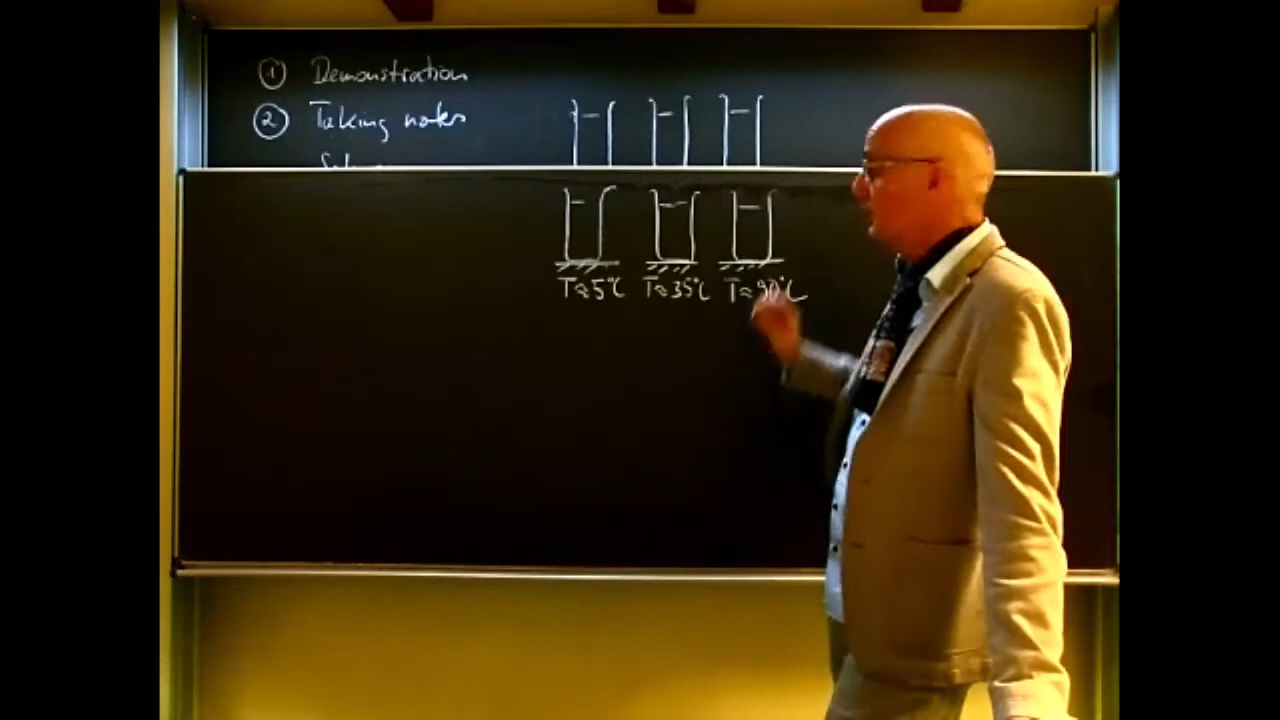 ① Demonstration
② Taking notes
T≈5°C T≈35°C T≈90°C